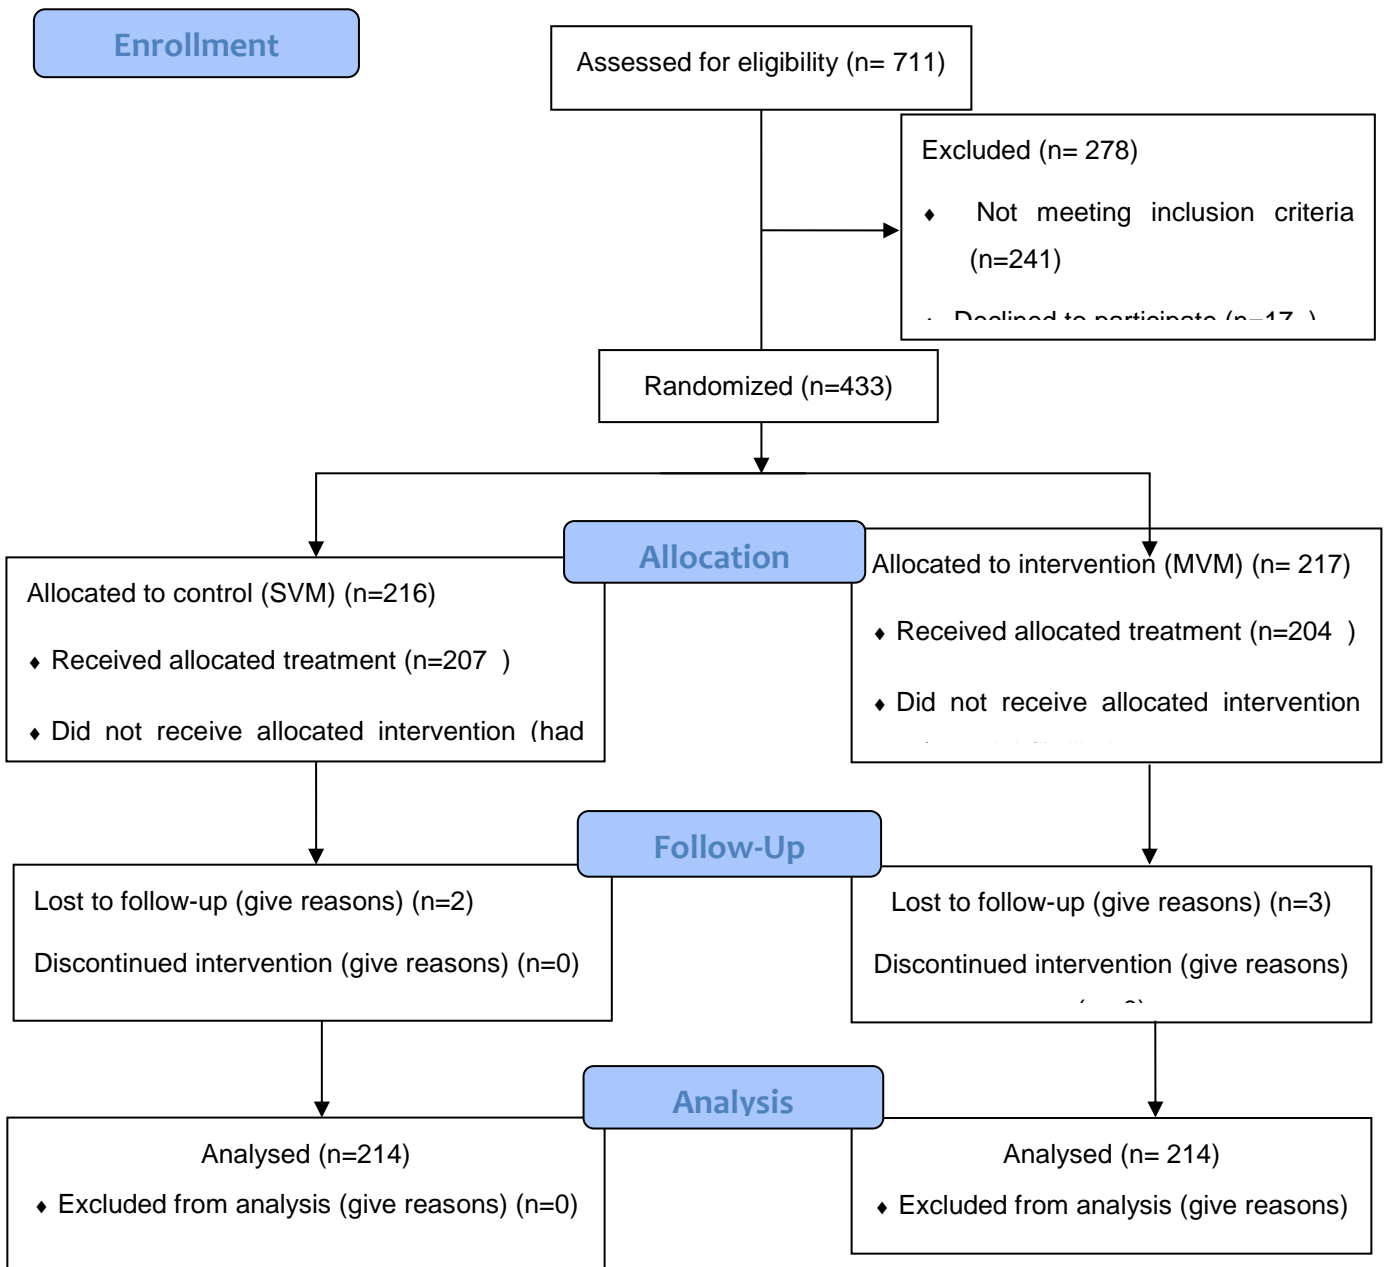 Enrollment
Assessed for eligibility (n= 711)
Excluded (n= 278)
♦ Not meeting inclusion criteria
(n=241)
♦ Declined to participate (n=17 )
Randomized (n=433)
Allocation
Allocated to control (SVM) (n=216)
♦ Received allocated treatment (n=207 )
♦ Did not receive allocated intervention (had
Allocated to intervention (MVM) (n= 217)
♦ Received allocated treatment (n=204 )
♦ Did not receive allocated intervention
Follow-Up
Lost to follow-up (give reasons) (n=2)
Discontinued intervention (give reasons) (n=0)
Lost to follow-up (give reasons) (n=3)
Discontinued intervention (give reasons)
Analysis
Analysed (n=214)
♦ Excluded from analysis (give reasons) (n=0)
Analysed (n= 214)
♦ Excluded from analysis (give reasons)